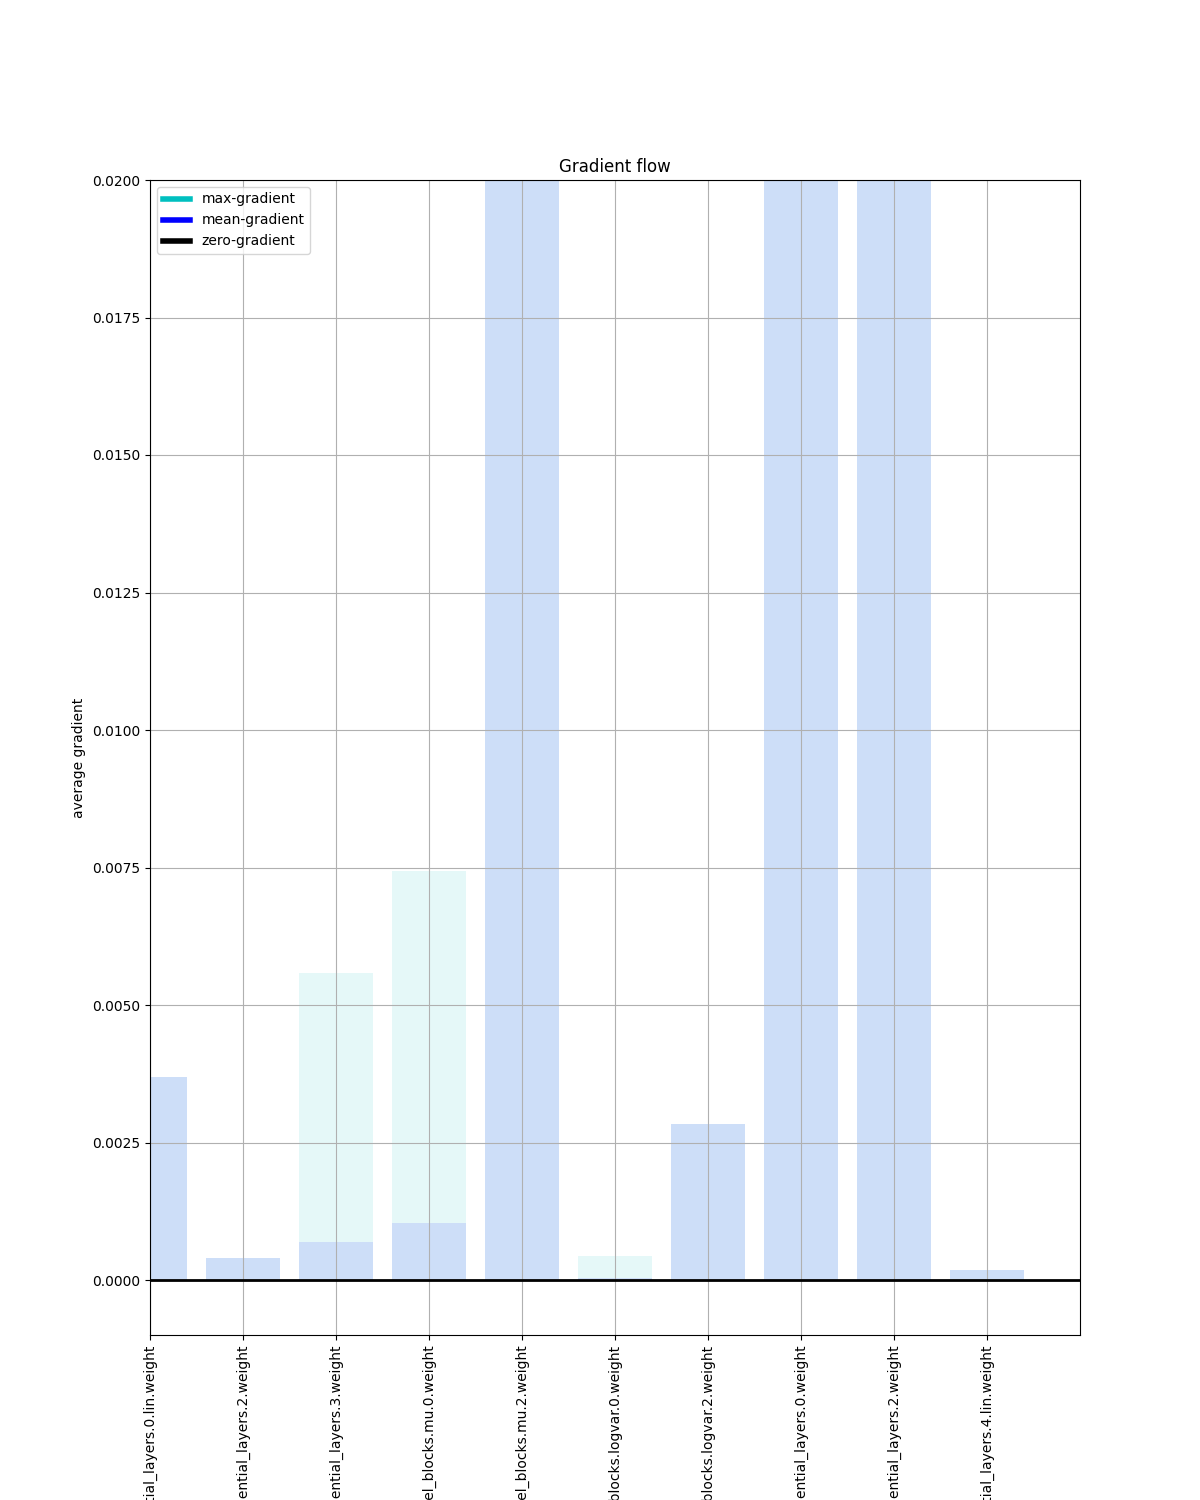 Gradient flow
max-gradient
mean-gradient
zero-gradient
0.0200
0.0175
0.0150
0.0125
0.0100
0.0075
0.0050
0.0025
0.0000
average gradient
tial_layers.0.lin.weight
ential_layers.2.weight
ential_layers.3.weight
el_blocks.mu.0.weight
el_blocks.mu.2.weight
blocks.logvar.0.weight
blocks.logvar.2.weight
ential_layers.0.weight
ential_layers.2.weight
tial_layers.4.lin.weight